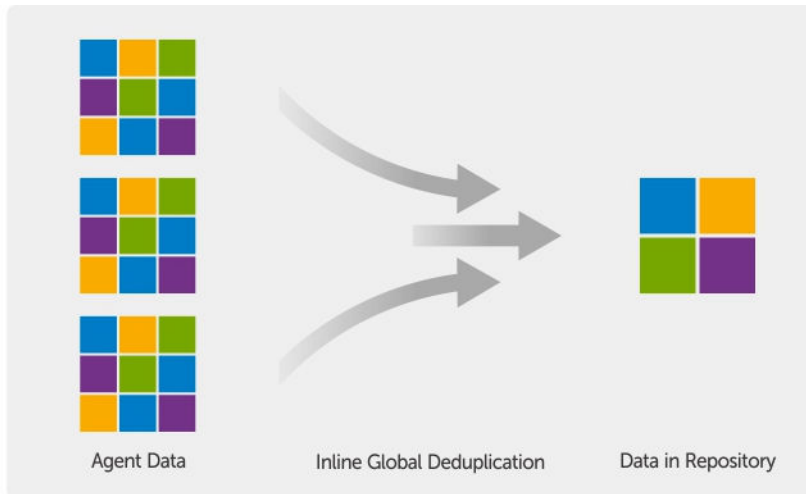 Agent Data
Inline Global Deduplication
Data in Repository